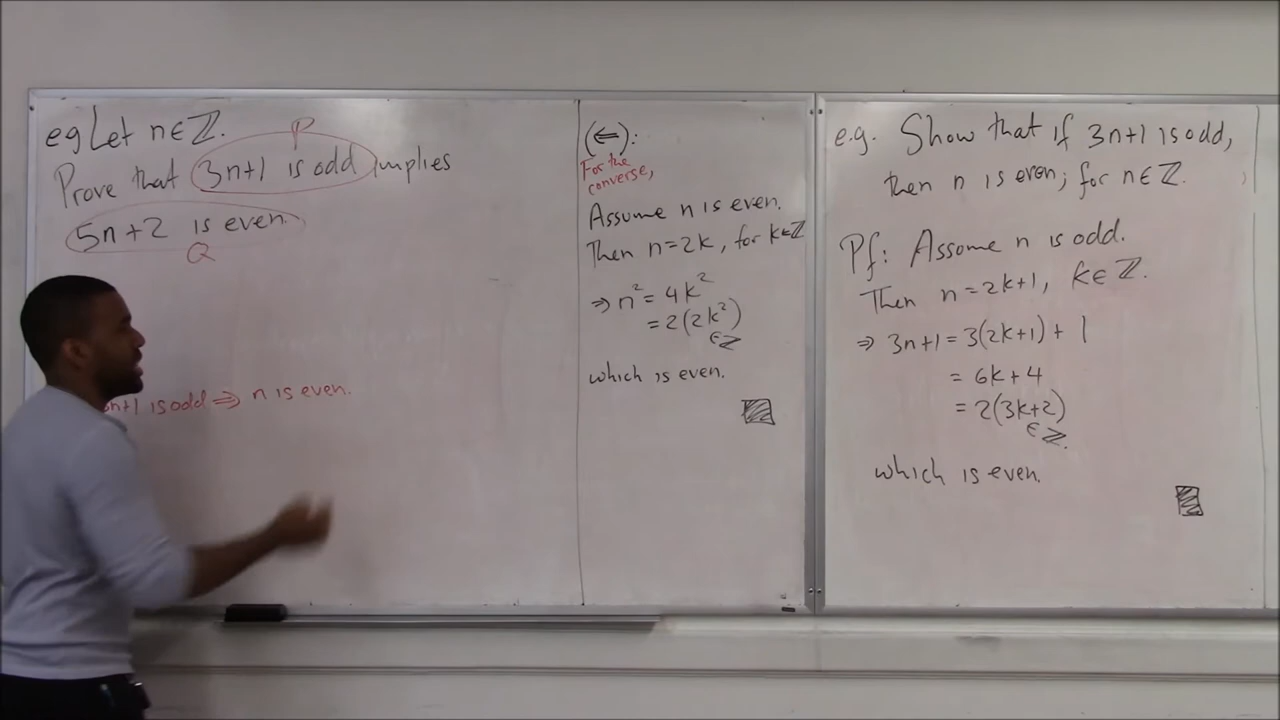 eg Let n∈ℤ.
P
Prove that 3n+1 is odd implies
5n+2 is even.
Q
n+1 is odd ⇒ n is even.
(⇐):
For the
converse,
Assume n is even.
Then n=2k, for k∈ℤ
⇒ n² = 4k²
= 2(2k²)
∈ℤ
which is even.
e.g. Show that if 3n+1 is odd,
then n is even; for n∈ℤ.
Pf: Assume n is odd.
Then n=2k+1, k∈ℤ.
⇒ 3n+1 = 3(2k+1) + 1
= 6k+4
= 2(3k+2)
∈ℤ.
which is even.